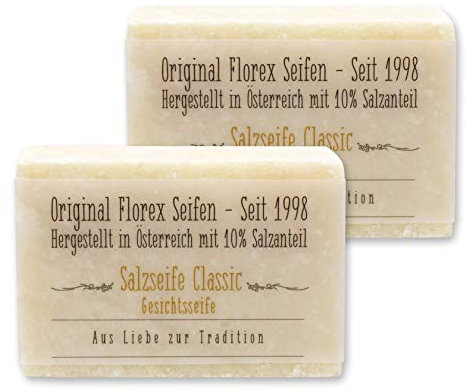 Original Florex Seifen - Seit 1998
Hergestellt in Österreich mit 10% Salzanteil
Salzseife Classic
tion
Original Florex Seifen - Seit 1998
Hergestellt in Österreich mit 10% Salzanteil
Salzseife Classic
Gesichtsseife
Aus Liebe zur Tradition